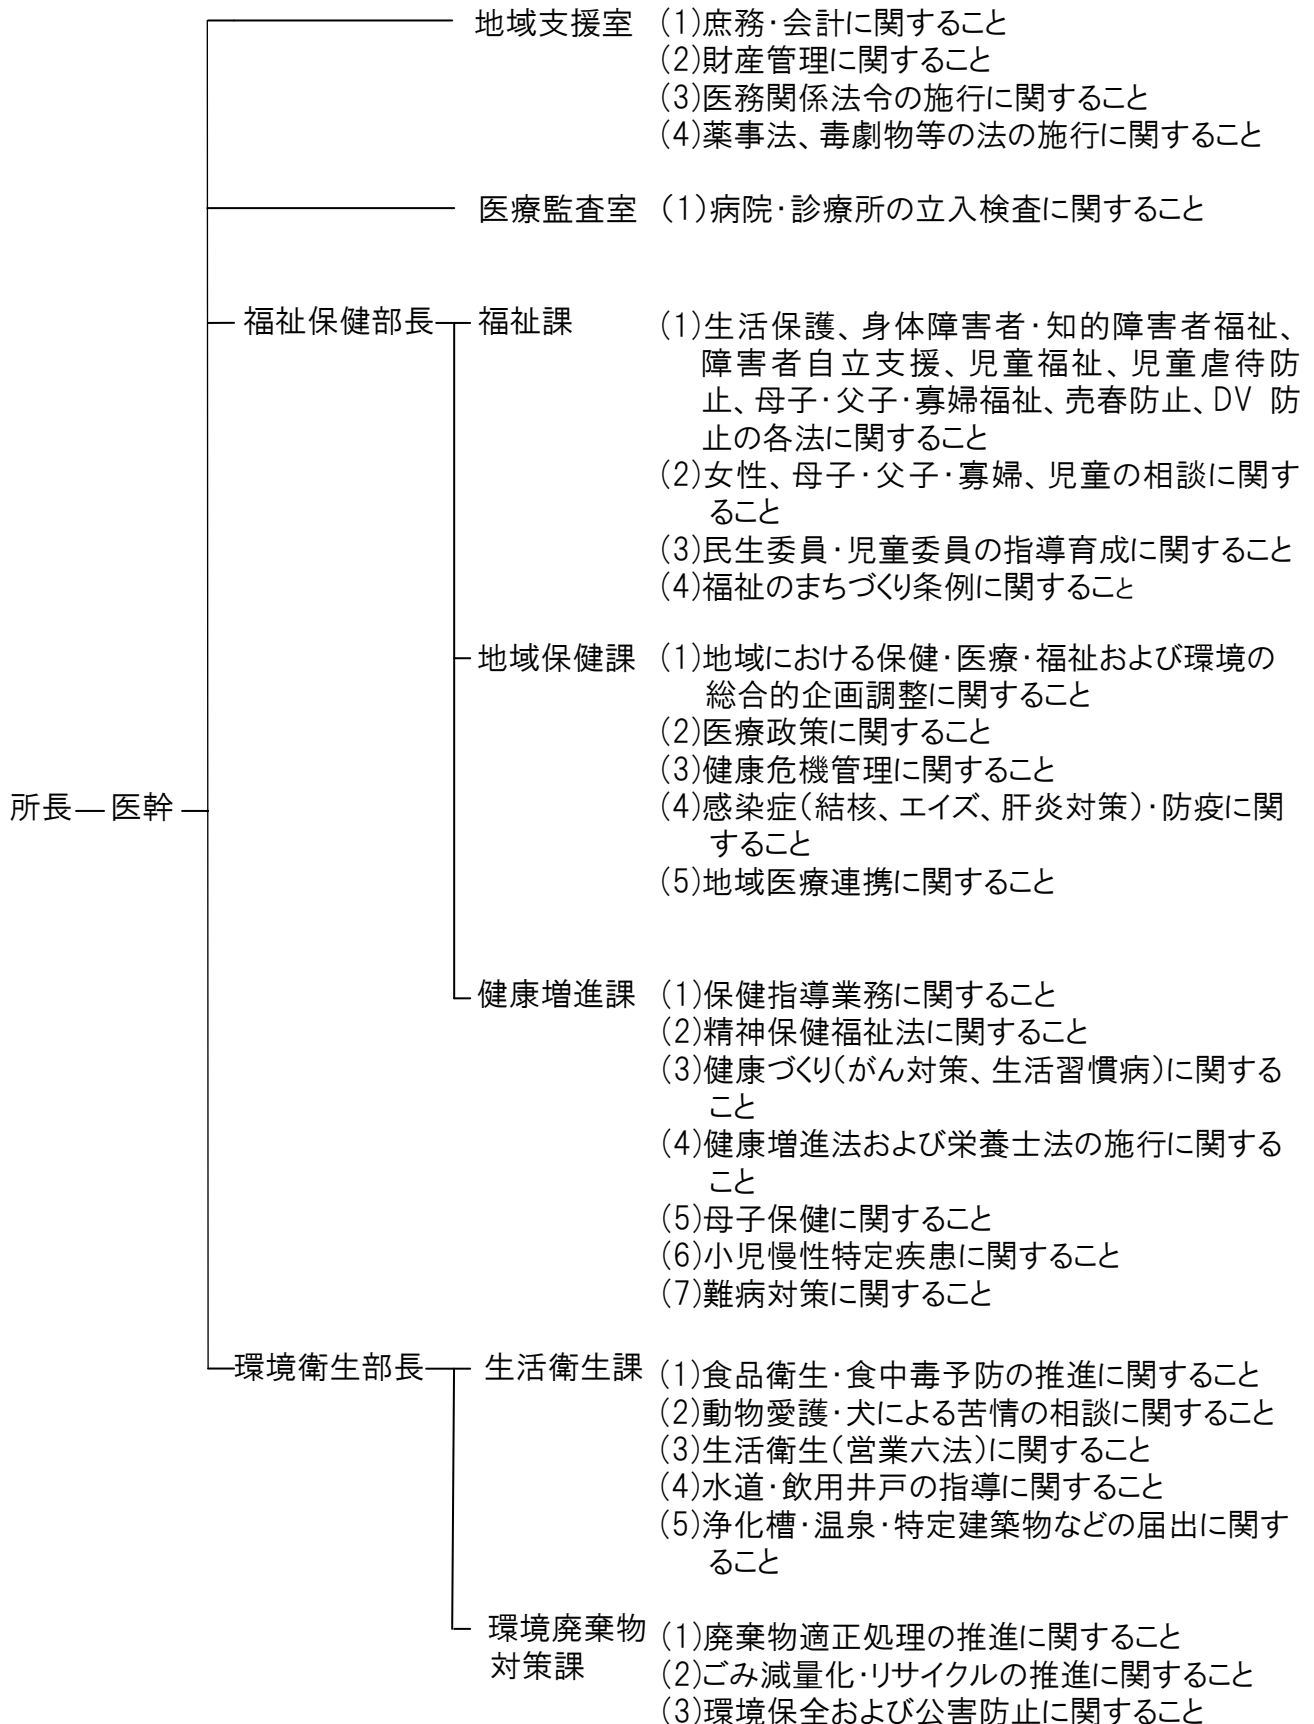 地域支援室 (1)庶務・会計に関すること
(2)財産管理に関すること
(3)医務関係法令の施行に関すること
(4)薬事法、毒劇物等の法の施行に関すること
医療監査室 (1)病院・診療所の立入検査に関すること
福祉保健部長 福祉課 (1)生活保護、身体障害者・知的障害者福祉、
障害者自立支援、児童福祉、児童虐待防
止、母子・父子・寡婦福祉、売春防止、DV 防
止の各法に関すること
(2)女性、母子・父子・寡婦、児童の相談に関す
ること
(3)民生委員・児童委員の指導育成に関すること
(4)福祉のまちづくり条例に関すること
地域保健課 (1)地域における保健・医療・福祉および環境の
総合的企画調整に関すること
(2)医療政策に関すること
(3)健康危機管理に関すること
所長 医幹 (4)感染症(結核、エイズ、肝炎対策)・防疫に関
すること
(5)地域医療連携に関すること
健康増進課 (1)保健指導業務に関すること
(2)精神保健福祉法に関すること
(3)健康づくり(がん対策、生活習慣病)に関する
こと
(4)健康増進法および栄養士法の施行に関する
こと
(5)母子保健に関すること
(6)小児慢性特定疾患に関すること
(7)難病対策に関すること
環境衛生部長 生活衛生課 (1)食品衛生・食中毒予防の推進に関すること
(2)動物愛護・犬による苦情の相談に関すること
(3)生活衛生(営業六法)に関すること
(4)水道・飲用井戸の指導に関すること
(5)浄化槽・温泉・特定建築物などの届出に関す
ること
環境廃棄物 (1)廃棄物適正処理の推進に関すること
対策課 (2)ごみ減量化・リサイクルの推進に関すること
(3)環境保全および公害防止に関すること